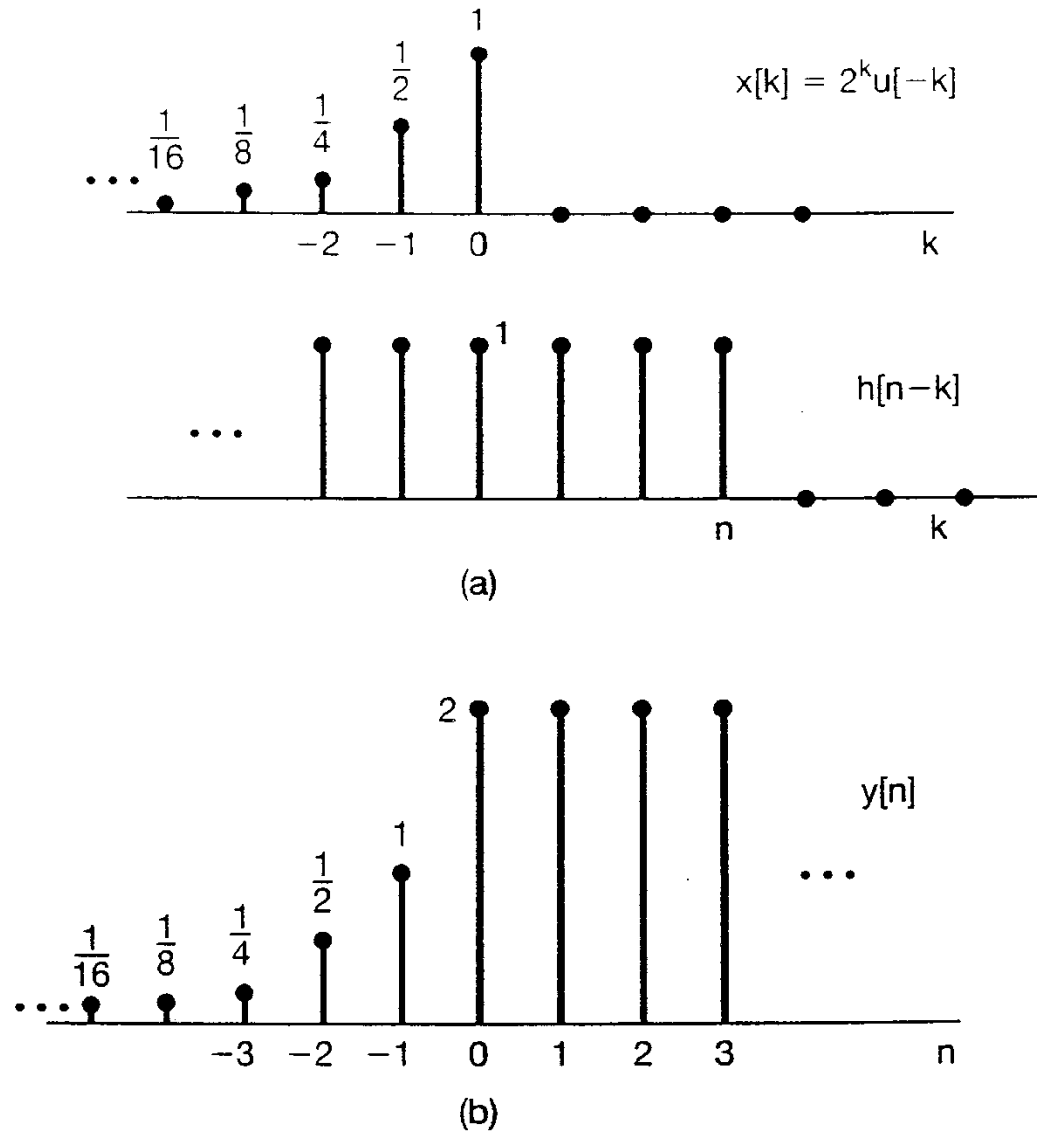 1
1/2
1/4
1/8
1/16
x[k] = 2^k u[−k]
...
−2 −1 0 k
1
h[n−k]
...
n k
(a)
2
y[n]
1
1/2
1/4
1/8
1/16
...
...
−3 −2 −1 0 1 2 3 n
(b)